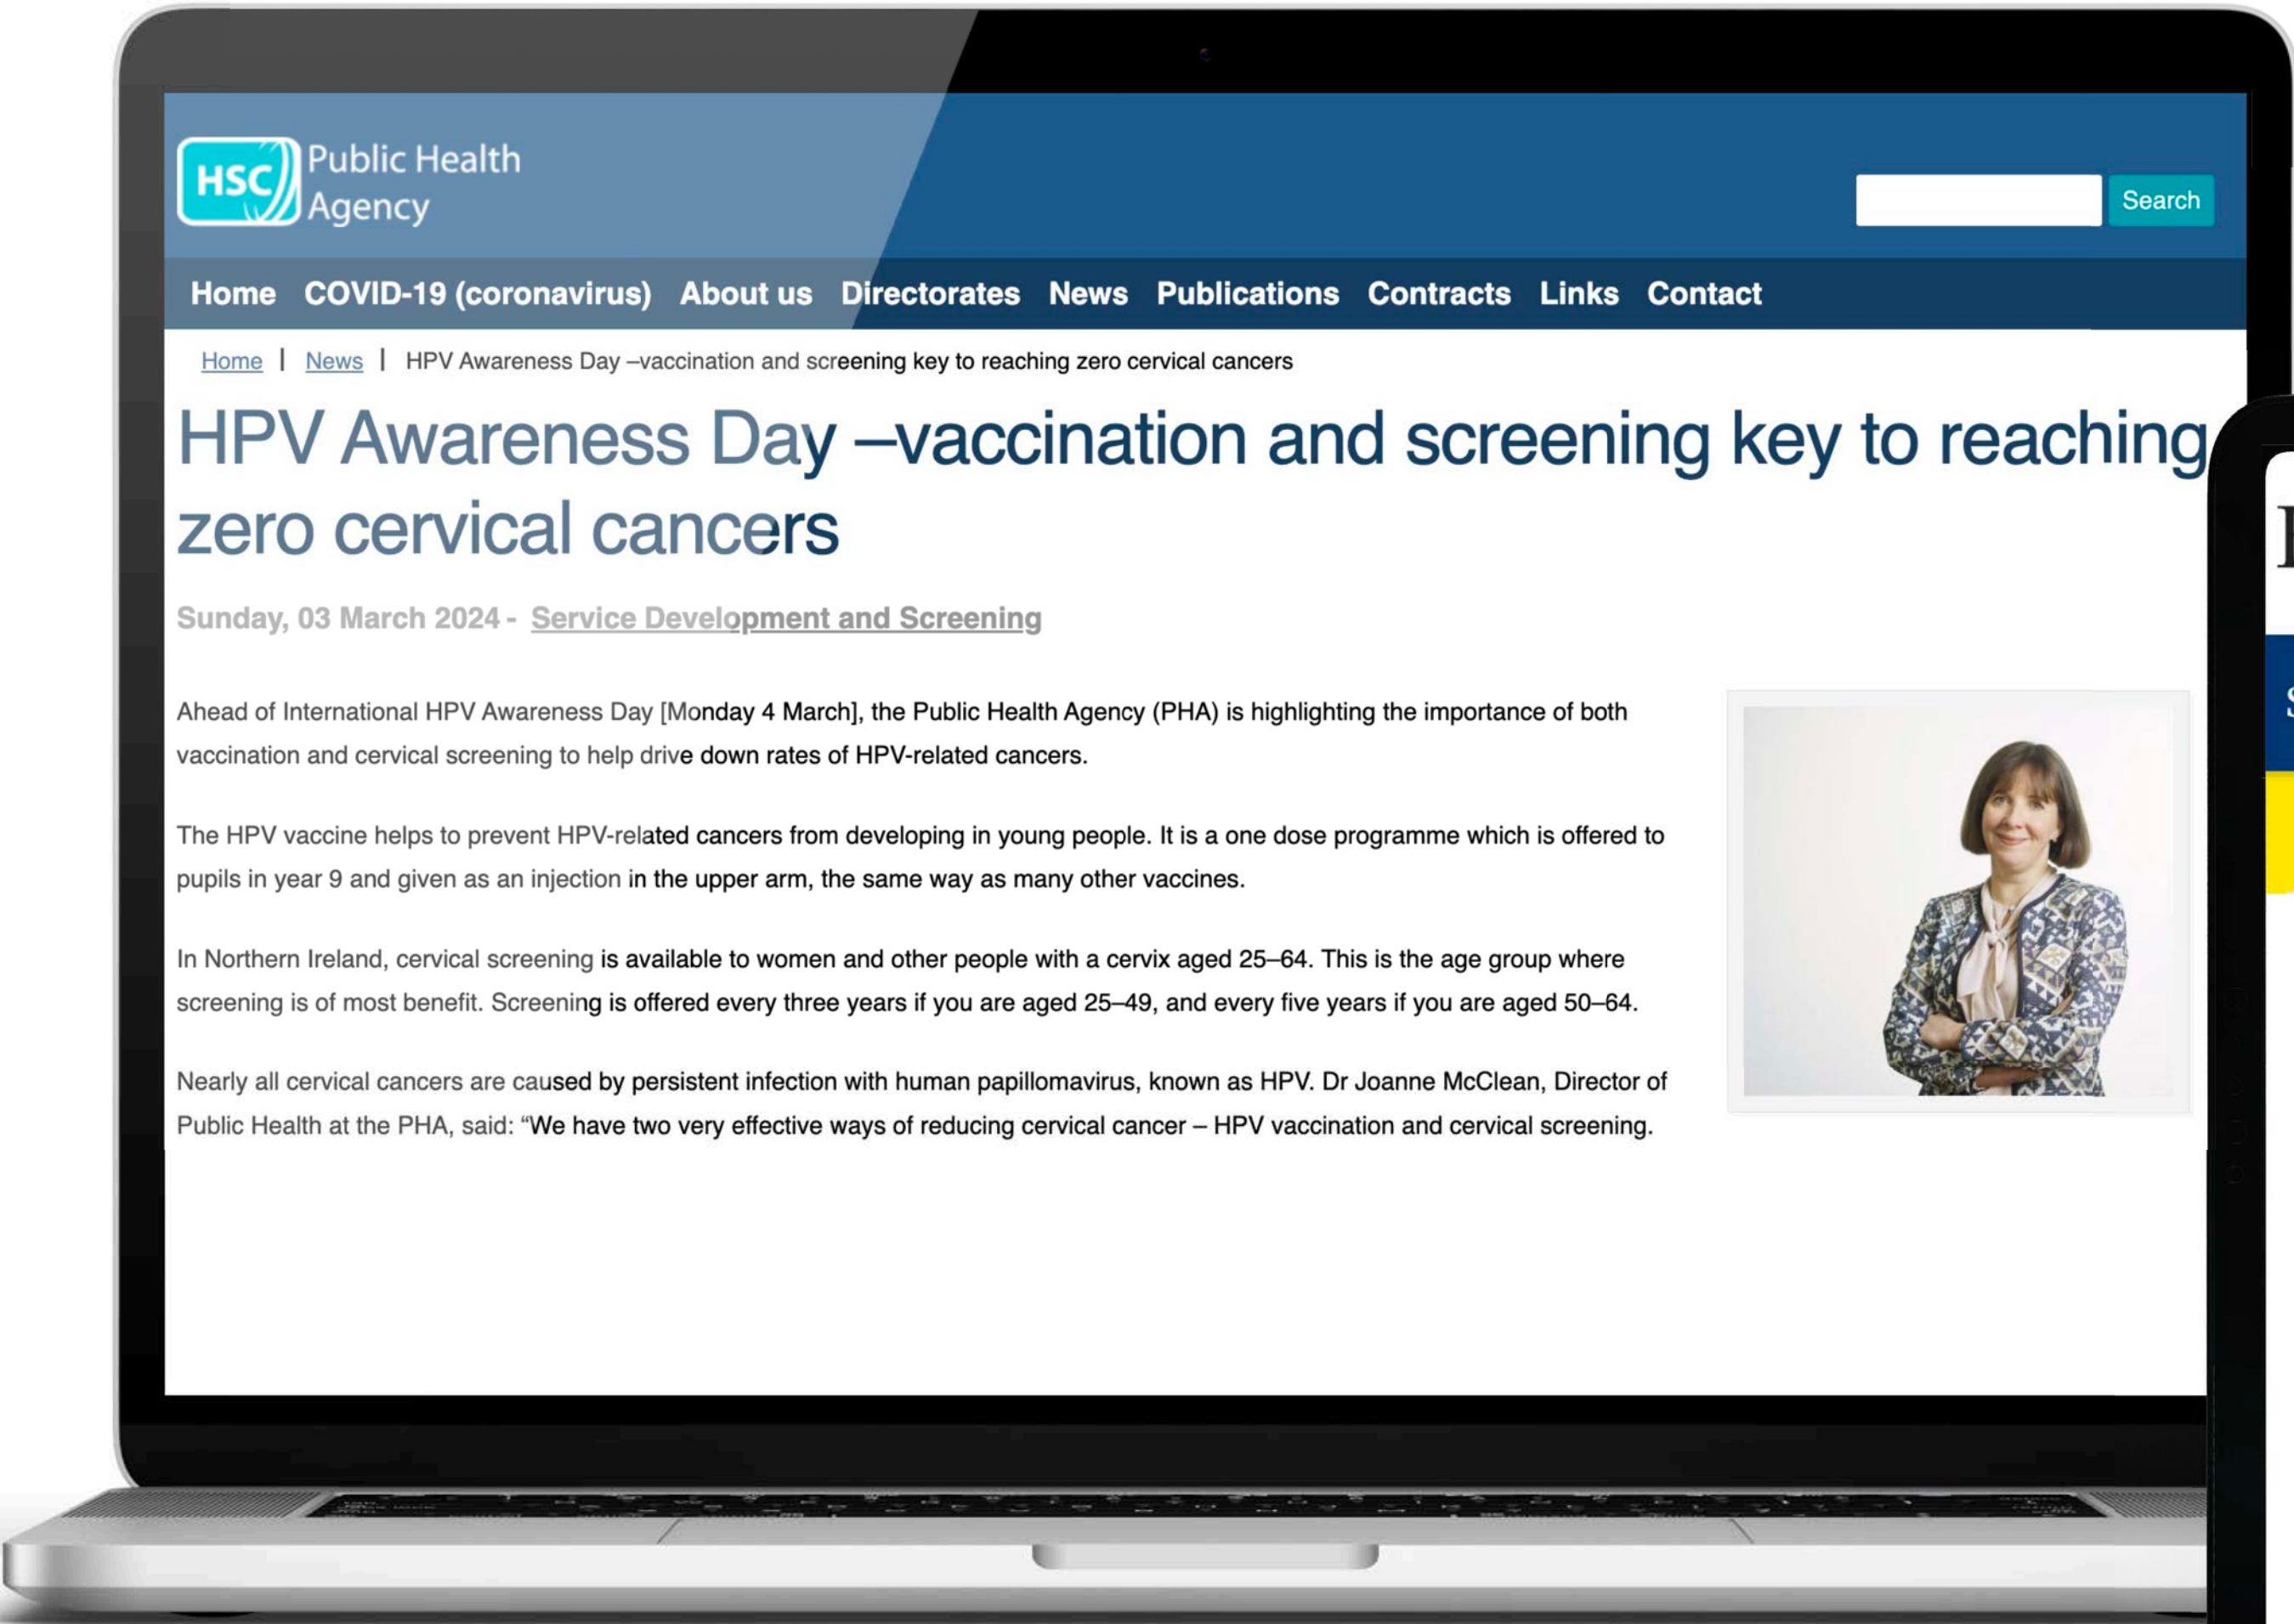 HSC Public Health
Agency
Search
Home COVID-19 (coronavirus) About us Directorates News Publications Contracts Links Contact
Home | News | HPV Awareness Day –vaccination and screening key to reaching zero cervical cancers
HPV Awareness Day –vaccination and screening key to reaching
zero cervical cancers
Sunday, 03 March 2024 - Service Development and Screening
Ahead of International HPV Awareness Day [Monday 4 March], the Public Health Agency (PHA) is highlighting the importance of both
vaccination and cervical screening to help drive down rates of HPV-related cancers.
The HPV vaccine helps to prevent HPV-related cancers from developing in young people. It is a one dose programme which is offered to
pupils in year 9 and given as an injection in the upper arm, the same way as many other vaccines.
In Northern Ireland, cervical screening is available to women and other people with a cervix aged 25–64. This is the age group where
screening is of most benefit. Screening is offered every three years if you are aged 25–49, and every five years if you are aged 50–64.
Nearly all cervical cancers are caused by persistent infection with human papillomavirus, known as HPV. Dr Joanne McClean, Director of
Public Health at the PHA, said: “We have two very effective ways of reducing cervical cancer – HPV vaccination and cervical screening.